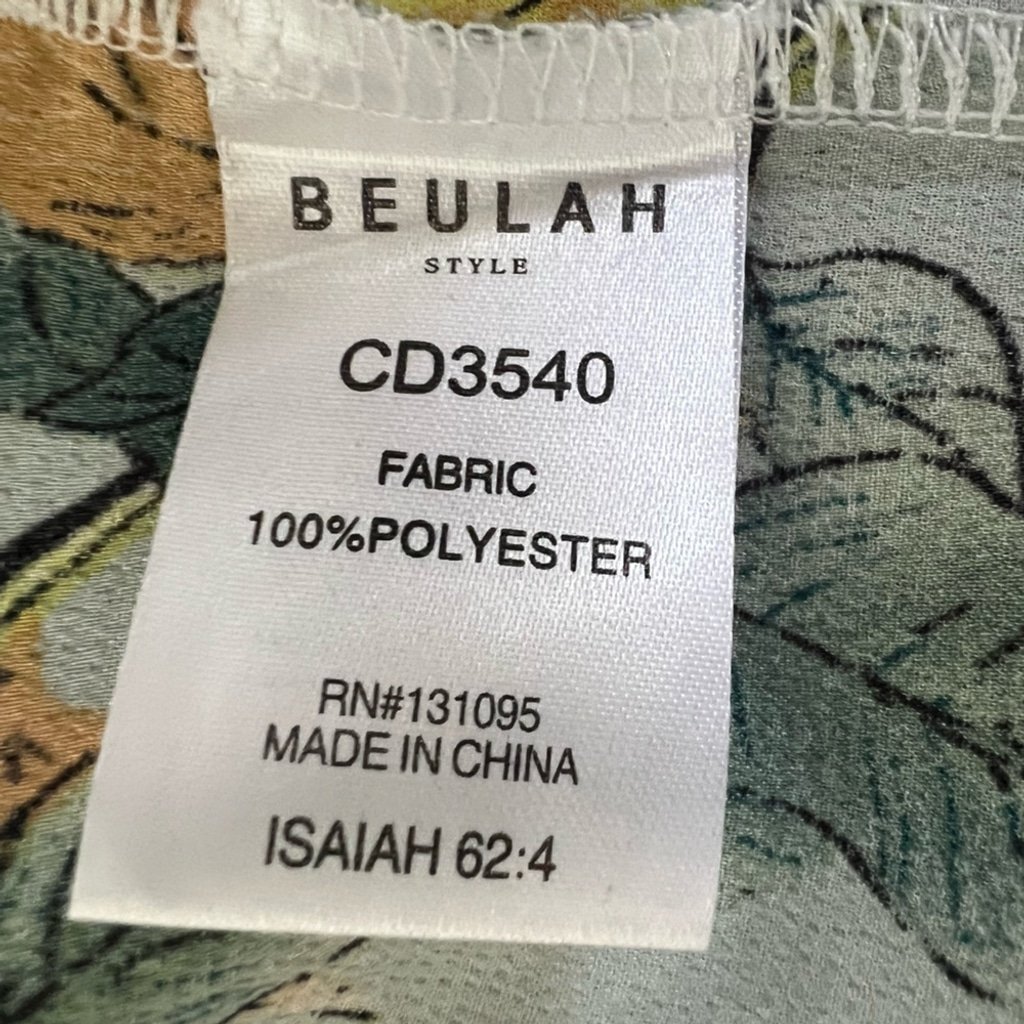 BEULAH
STYLE
CD3540
FABRIC
100%POLYESTER
RN#131095
MADE IN CHINA
ISAIAH 62:4